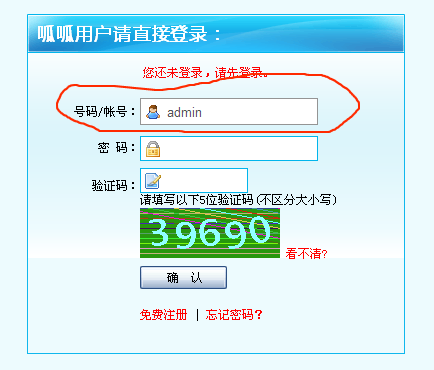 呱呱用户请直接登录：
您还未登录，请先登录。
号码/帐号： admin
密 码：
验证码：
请填写以下5位验证码(不区分大小写)
39690 看不清?
确 认
免费注册 | 忘记密码?